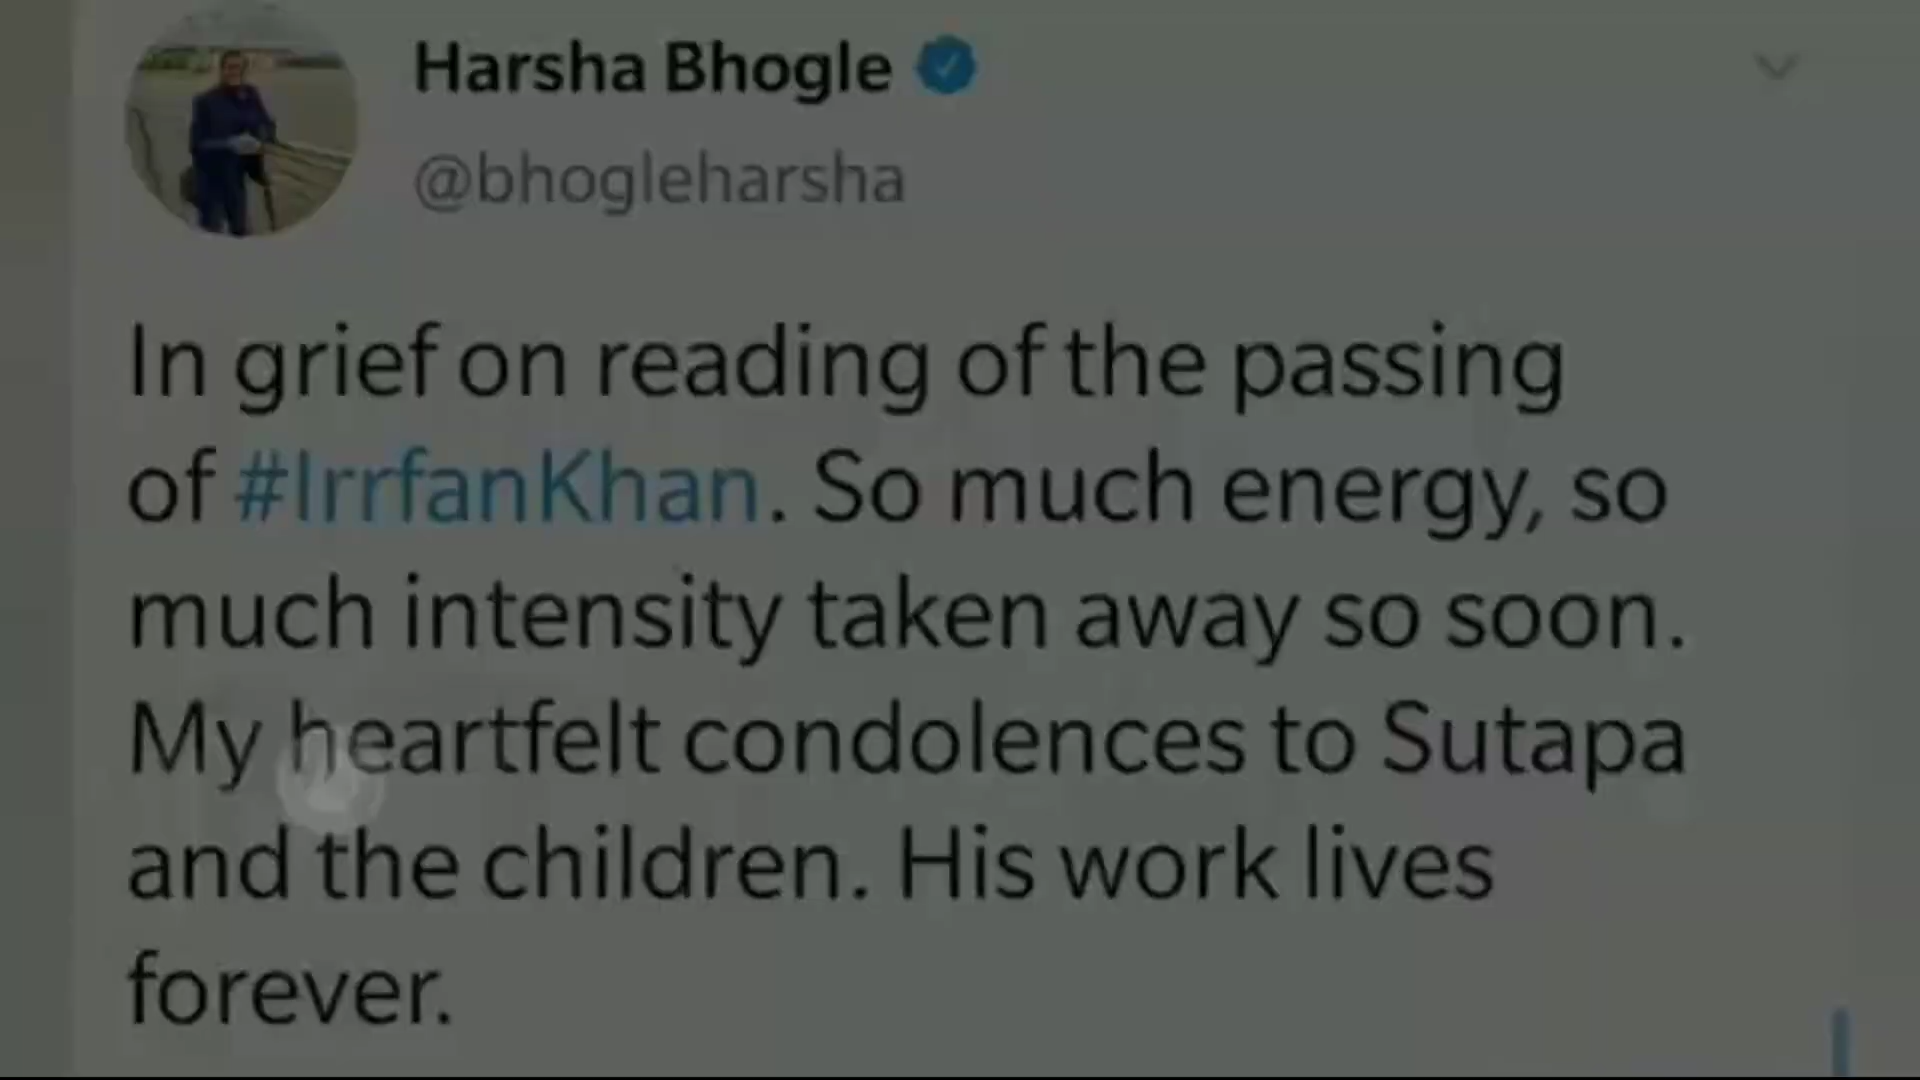 Harsha Bhogle
@bhogleharsha
In grief on reading of the passing
of #IrrfanKhan. So much energy, so
much intensity taken away so soon.
My heartfelt condolences to Sutapa
and the children. His work lives
forever.